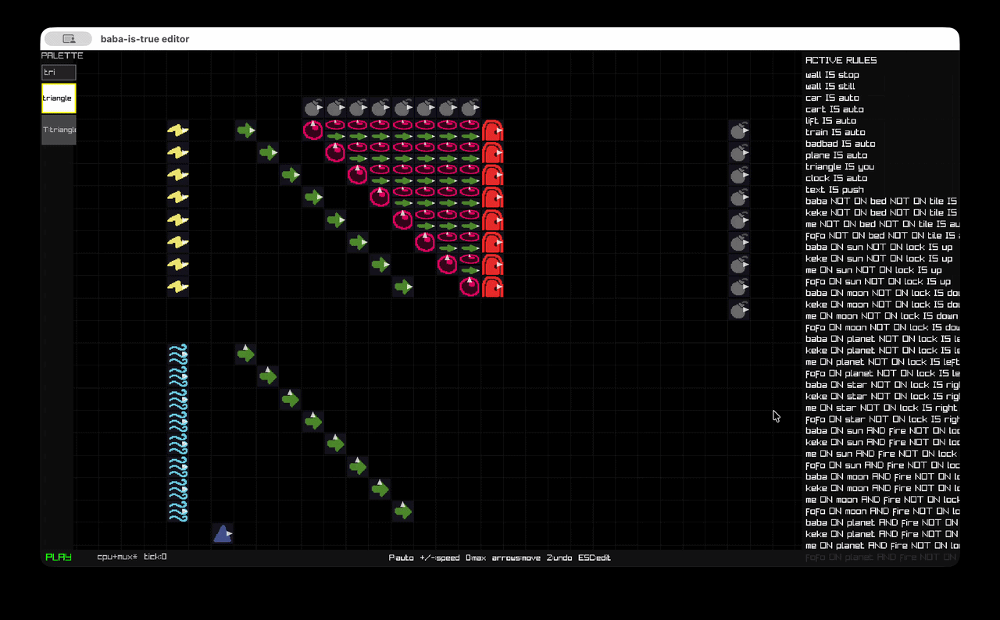 baba-is-true editor
PALETTE
tri
triangle
T:triangl
ACTIVE RULES
wall IS stop
wall IS still
car IS auto
cart IS auto
lift IS auto
train IS auto
badbad IS auto
plane IS auto
triangle IS you
clock IS auto
text IS push
baba NOT ON bed NOT ON tile IS
keke NOT ON bed NOT ON tile IS
me NOT ON bed NOT ON tile IS au
fofo NOT ON bed NOT ON tile IS a
baba ON sun NOT ON lock IS up
keke ON sun NOT ON lock IS up
me ON sun NOT ON lock IS up
fofo ON sun NOT ON lock IS up
baba ON moon NOT ON lock IS dow
keke ON moon NOT ON lock IS dow
me ON moon NOT ON lock IS down
fofo ON moon NOT ON lock IS dow
baba ON planet NOT ON lock IS le
keke ON planet NOT ON lock IS le
me ON planet NOT ON lock IS left
fofo ON planet NOT ON lock IS le
baba ON star NOT ON lock IS righ
keke ON star NOT ON lock IS righ
me ON star NOT ON lock IS right
fofo ON star NOT ON lock IS righ
baba ON sun AND fire NOT ON loc
keke ON sun AND fire NOT ON loc
me ON sun AND fire NOT ON lock
fofo ON sun AND fire NOT ON loc
baba ON moon AND fire NOT ON lo
keke ON moon AND fire NOT ON lo
me ON moon AND fire NOT ON lock
fofo ON moon AND fire NOT ON lo
baba ON planet AND fire NOT ON
keke ON planet AND fire NOT ON
me ON planet AND fire NOT ON loc
fofo ON planet AND fire NOT ON
PLAY cpu+mux* tick:0 P:auto +/-:speed 0:max arrows:move Z:undo ESC:edit